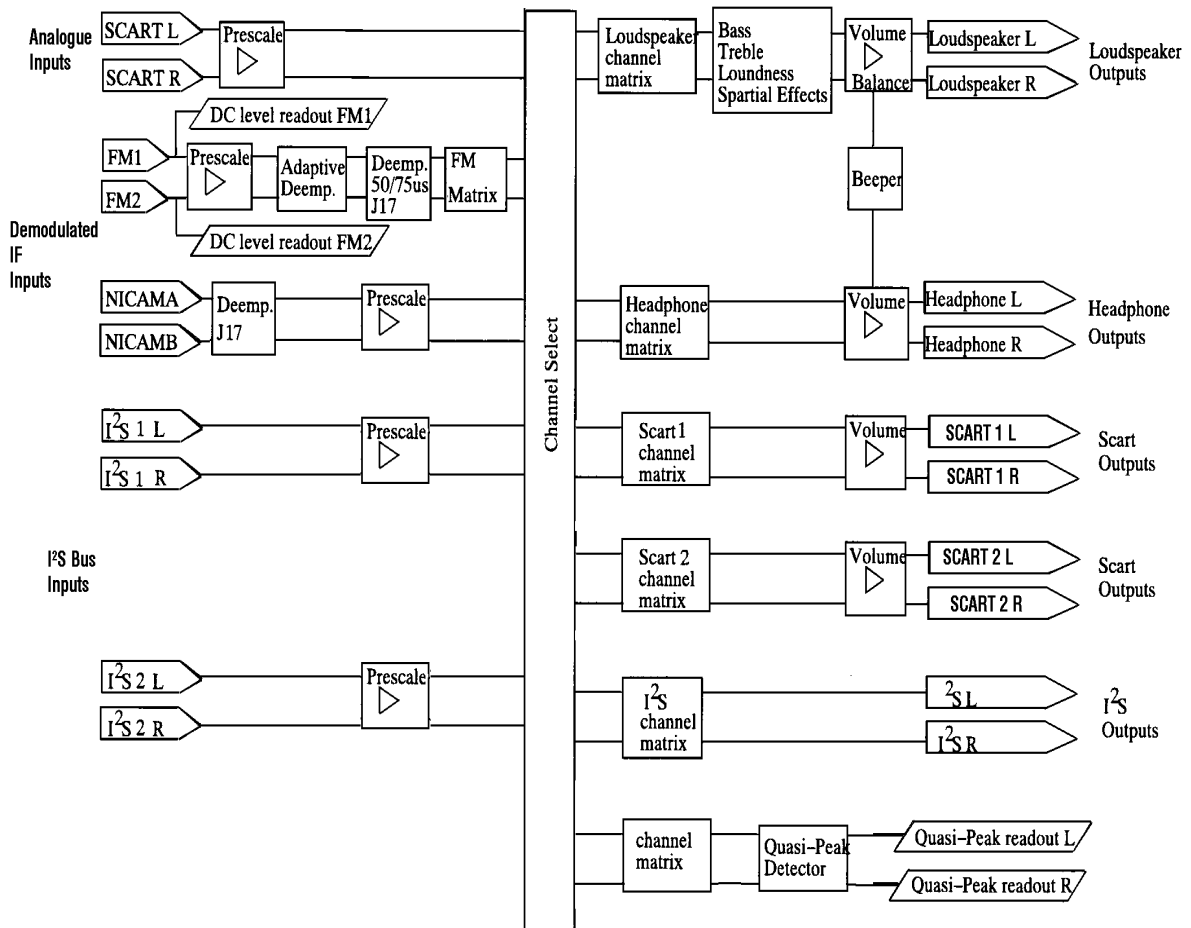 Analogue
Inputs
SCART L
SCART R
Prescale
DC level readout FM1
FM1
FM2
Prescale
Adaptive
Deemp.
Deemp.
50/75us
J17
FM
Matrix
DC level readout FM2
Demodulated
IF
Inputs
NICAMA
NICAMB
Deemp.
J17
Prescale
I²S 1 L
I²S 1 R
Prescale
I²S Bus
Inputs
I²S 2 L
I²S 2 R
Prescale
Channel Select
Loudspeaker
channel
matrix
Bass
Treble
Loudness
Spartial Effects
Volume
Balance
Loudspeaker L
Loudspeaker R
Loudspeaker
Outputs
Beeper
Headphone
channel
matrix
Volume
Headphone L
Headphone R
Headphone
Outputs
Scart 1
channel
matrix
Volume
SCART 1 L
SCART 1 R
Scart
Outputs
Scart 2
channel
matrix
Volume
SCART 2 L
SCART 2 R
Scart
Outputs
I²S
channel
matrix
²S L
I²S R
I²S
Outputs
channel
matrix
Quasi-Peak
Detector
Quasi-Peak readout L
Quasi-Peak readout R